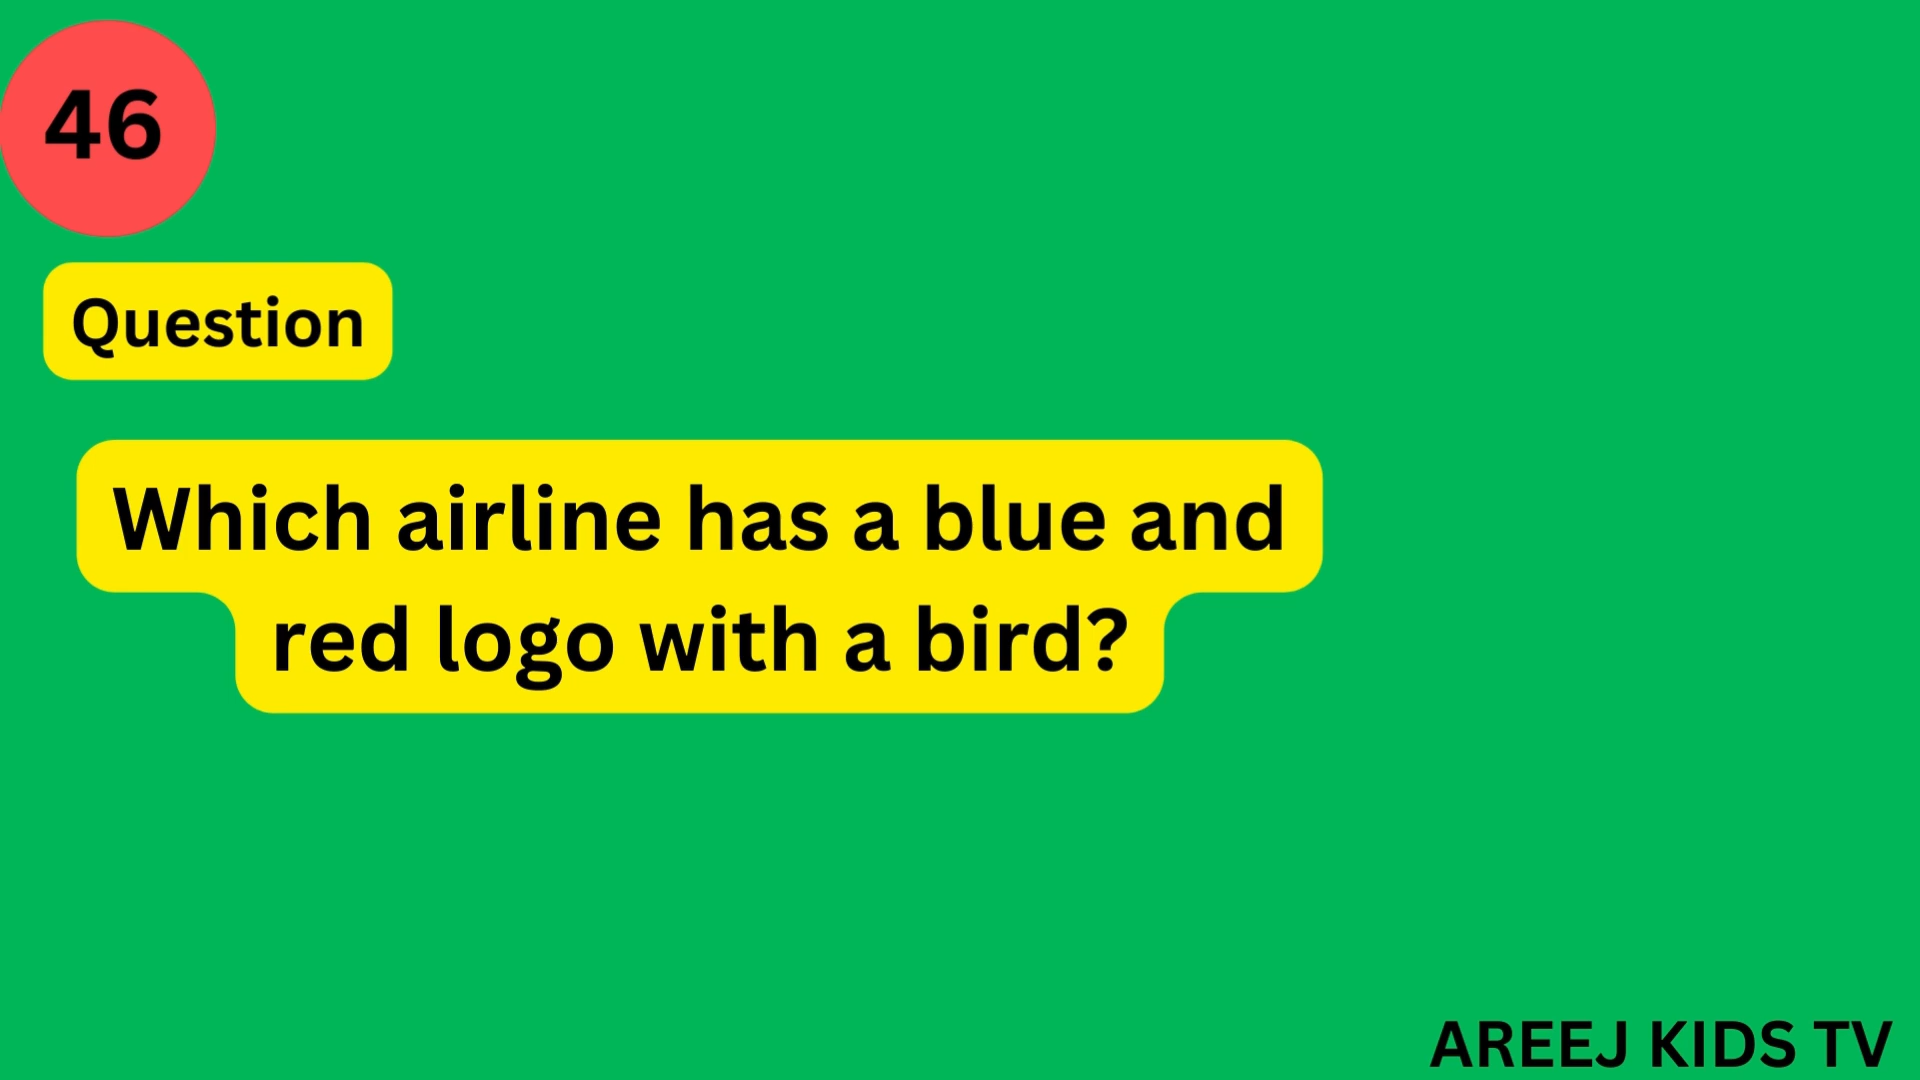 46
Question
Which airline has a blue and
red logo with a bird?
AREEJ KIDS TV